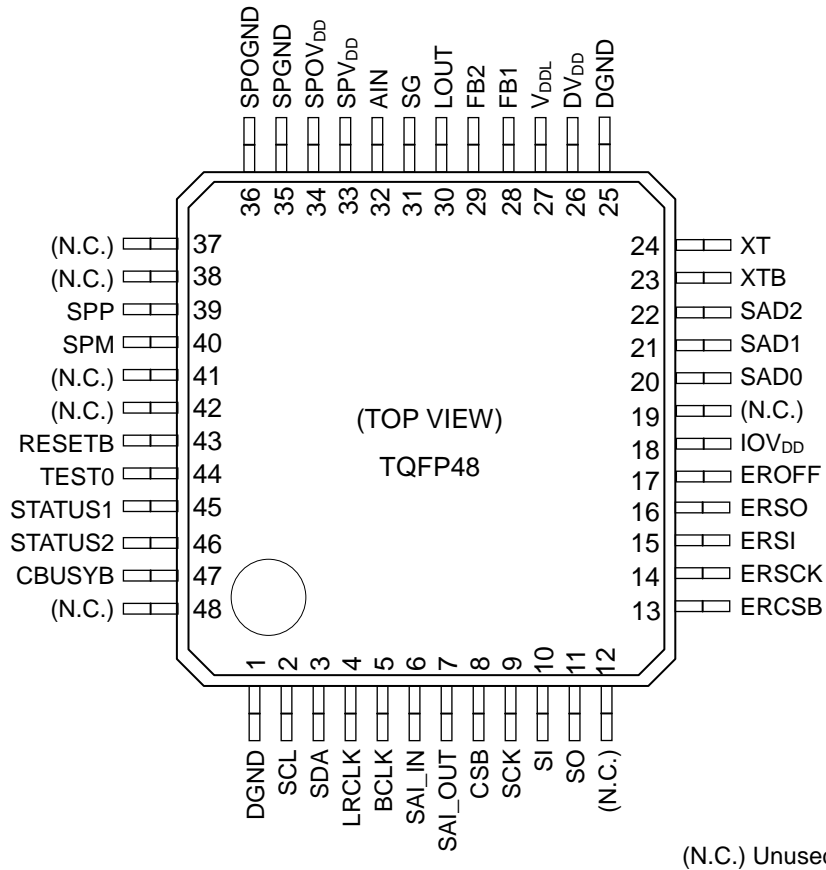 SPOGND
SPGND
SPOVDD
SPVDD
AIN
SG
LOUT
FB2
FB1
VDDL
DVDD
DGND
36 35 34 33 32 31 30 29 28 27 26 25
(N.C.) 37
(N.C.) 38
SPP 39
SPM 40
(N.C.) 41
(N.C.) 42
RESETB 43
TEST0 44
STATUS1 45
STATUS2 46
CBUSYB 47
(N.C.) 48
(TOP VIEW)
TQFP48
24 XT
23 XTB
22 SAD2
21 SAD1
20 SAD0
19 (N.C.)
18 IOVDD
17 EROFF
16 ERSO
15 ERSI
14 ERSCK
13 ERCSB
1 2 3 4 5 6 7 8 9 10 11 12
DGND
SCL
SDA
LRCLK
BCLK
SAI_IN
SAI_OUT
CSB
SCK
SI
SO
(N.C.)
(N.C.) Unused